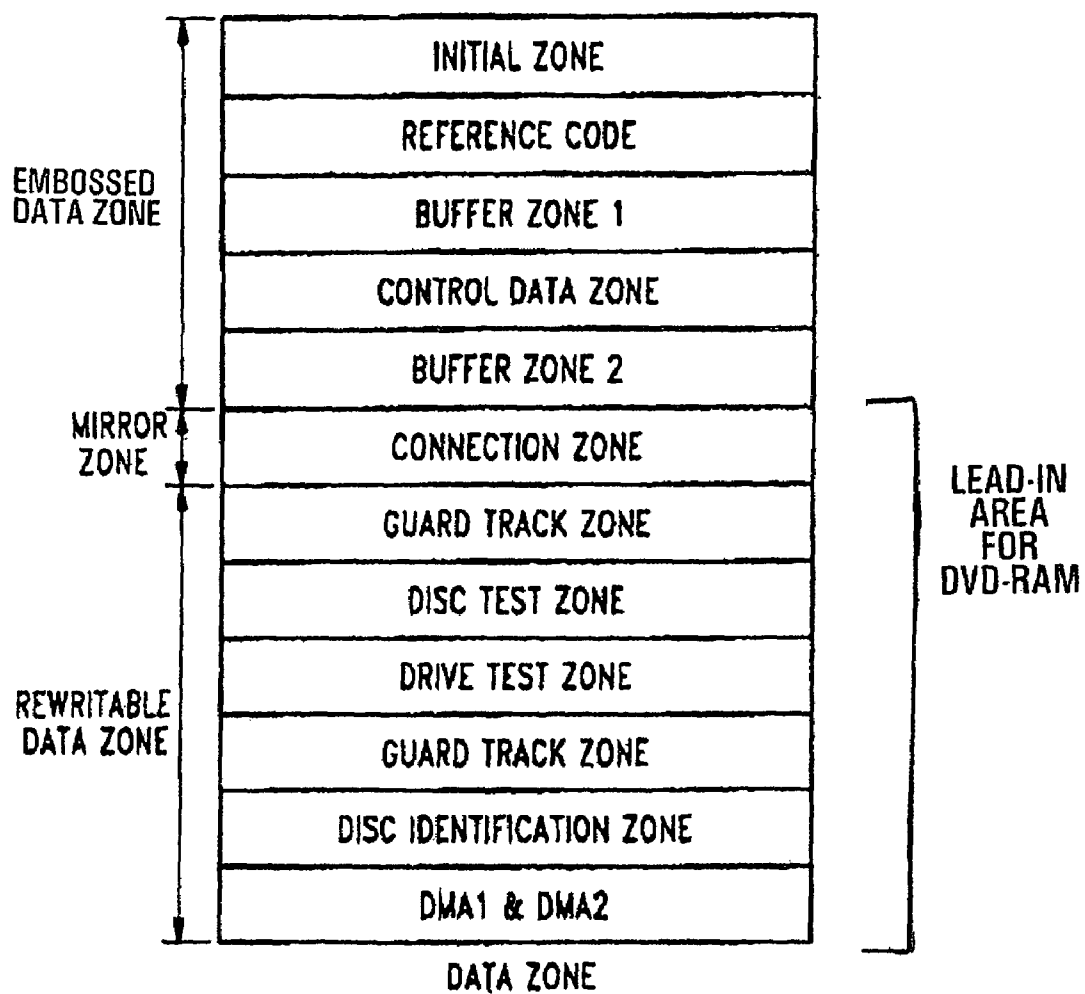 INITIAL ZONE
REFERENCE CODE
BUFFER ZONE 1
CONTROL DATA ZONE
BUFFER ZONE 2
CONNECTION ZONE
GUARD TRACK ZONE
DISC TEST ZONE
DRIVE TEST ZONE
GUARD TRACK ZONE
DISC IDENTIFICATION ZONE
DMA1 & DMA2
DATA ZONE
EMBOSSED
DATA ZONE
MIRROR
ZONE
REWRITABLE
DATA ZONE
LEAD-IN
AREA
FOR
DVD-RAM